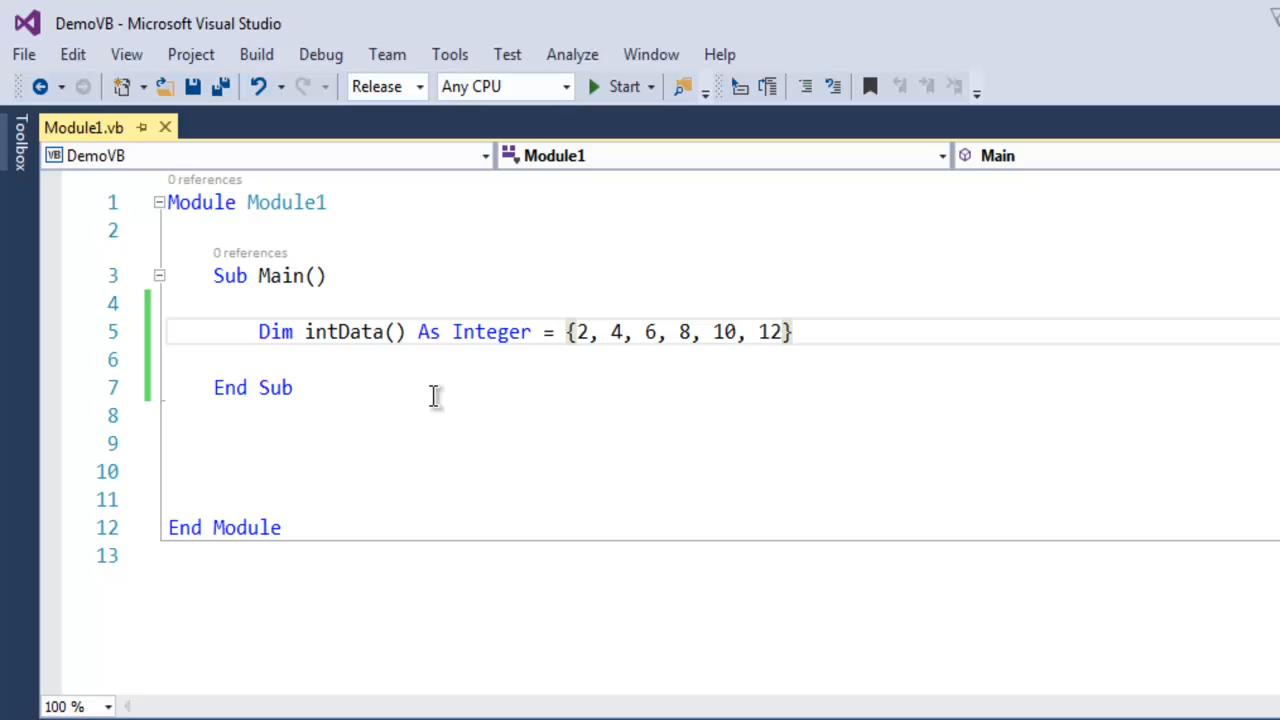 DemoVB - Microsoft Visual Studio
File Edit View Project Build Debug Team Tools Test Analyze Window Help
Release Any CPU Start
Toolbox
Module1.vb
VB DemoVB Module1 Main
0 references
1 Module Module1
2
0 references
3 Sub Main()
4
5 Dim intData() As Integer = {2, 4, 6, 8, 10, 12}
6
7 End Sub
8
9
10
11
12 End Module
13
100 %